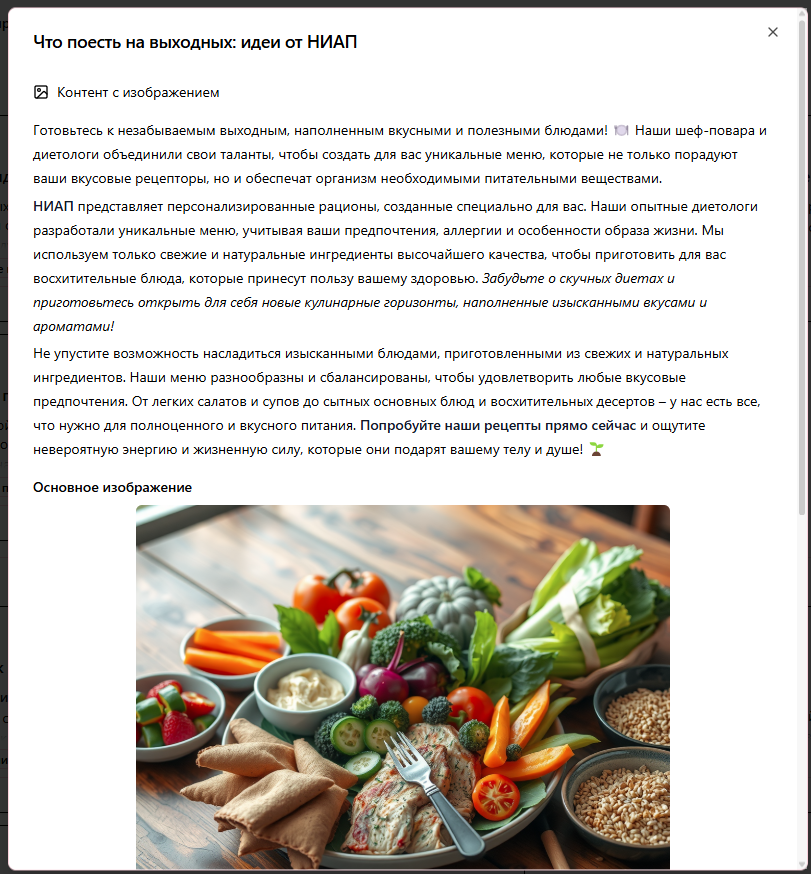 Что поесть на выходных: идеи от НИАП
Контент с изображением
Готовьтесь к незабываемым выходным, наполненным вкусными и полезными блюдами! 🍽️ Наши шеф-повара и
диетологи объединили свои таланты, чтобы создать для вас уникальные меню, которые не только порадуют
ваши вкусовые рецепторы, но и обеспечат организм необходимыми питательными веществами.
НИАП представляет персонализированные рационы, созданные специально для вас. Наши опытные диетологи
разработали уникальные меню, учитывая ваши предпочтения, аллергии и особенности образа жизни. Мы
используем только свежие и натуральные ингредиенты высочайшего качества, чтобы приготовить для вас
восхитительные блюда, которые принесут пользу вашему здоровью. Забудьте о скучных диетах и
приготовьтесь открыть для себя новые кулинарные горизонты, наполненные изысканными вкусами и
ароматами!
Не упустите возможность насладиться изысканными блюдами, приготовленными из свежих и натуральных
ингредиентов. Наши меню разнообразны и сбалансированы, чтобы удовлетворить любые вкусовые
предпочтения. От легких салатов и супов до сытных основных блюд и восхитительных десертов – у нас есть все,
что нужно для полноценного и вкусного питания. Попробуйте наши рецепты прямо сейчас и ощутите
невероятную энергию и жизненную силу, которые они подарят вашему телу и душе! 🌱
Основное изображение